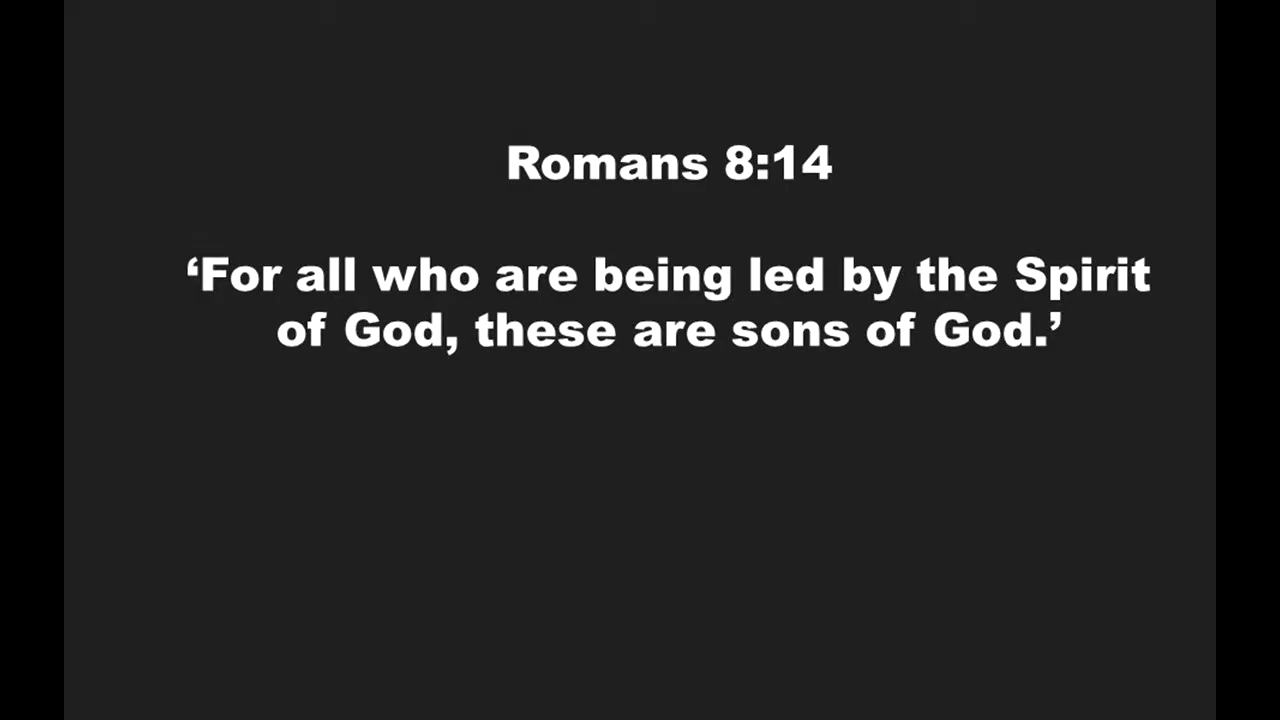 Romans 8:14
‘For all who are being led by the Spirit
of God, these are sons of God.’